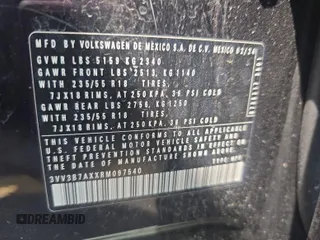 MFD BY VOLKSWAGEN DE MEXICO S.A. DE C.V. MEXICO
GVWR LBS 5159 KG 2340
GAWR FRONT LBS 2513, KG 1140
WITH 235/55 R18 TIRES,
7JX18 RIMS, AT 250 KPA, 36 PSI COLD
GAWR REAR LBS 2756, KG 1250
WITH 235/55 R18 TIRES,
7JX18 RIMS, AT 250 KPA, 36 PSI COLD
THIS VEHICLE CONFORMS TO ALL APPLICABLE
FEDERAL MOTOR VEHICLE SAFETY AND THEFT
PREVENTION STANDARDS IN EFFECT ON THE
DATE OF MANUFACTURE SHOWN ABOVE.
3VV3B7AXXRM097540
TYPE: MPV
DREAMBID